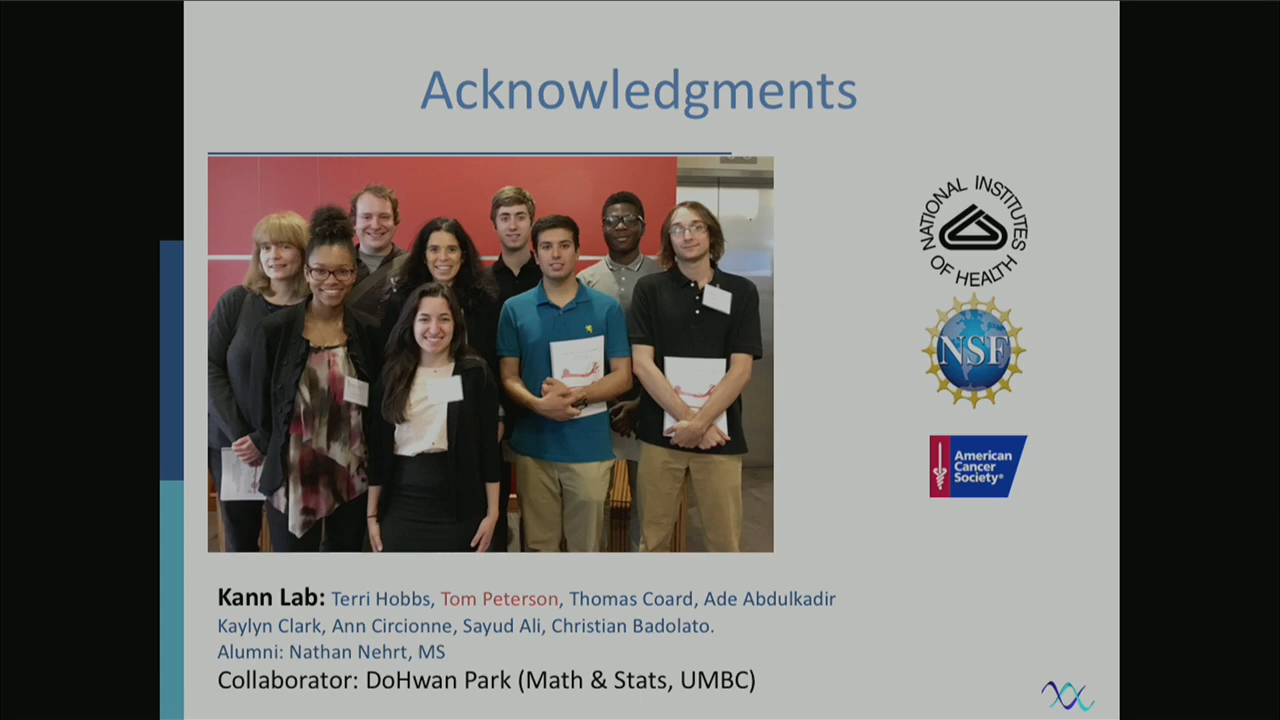 Acknowledgments
NATIONAL INSTITUTES
OF HEALTH
NSF
American
Cancer
Society®
Kann Lab: Terri Hobbs, Tom Peterson, Thomas Coard, Ade Abdulkadir
Kaylyn Clark, Ann Circionne, Sayud Ali, Christian Badolato.
Alumni: Nathan Nehrt, MS
Collaborator: DoHwan Park (Math & Stats, UMBC)